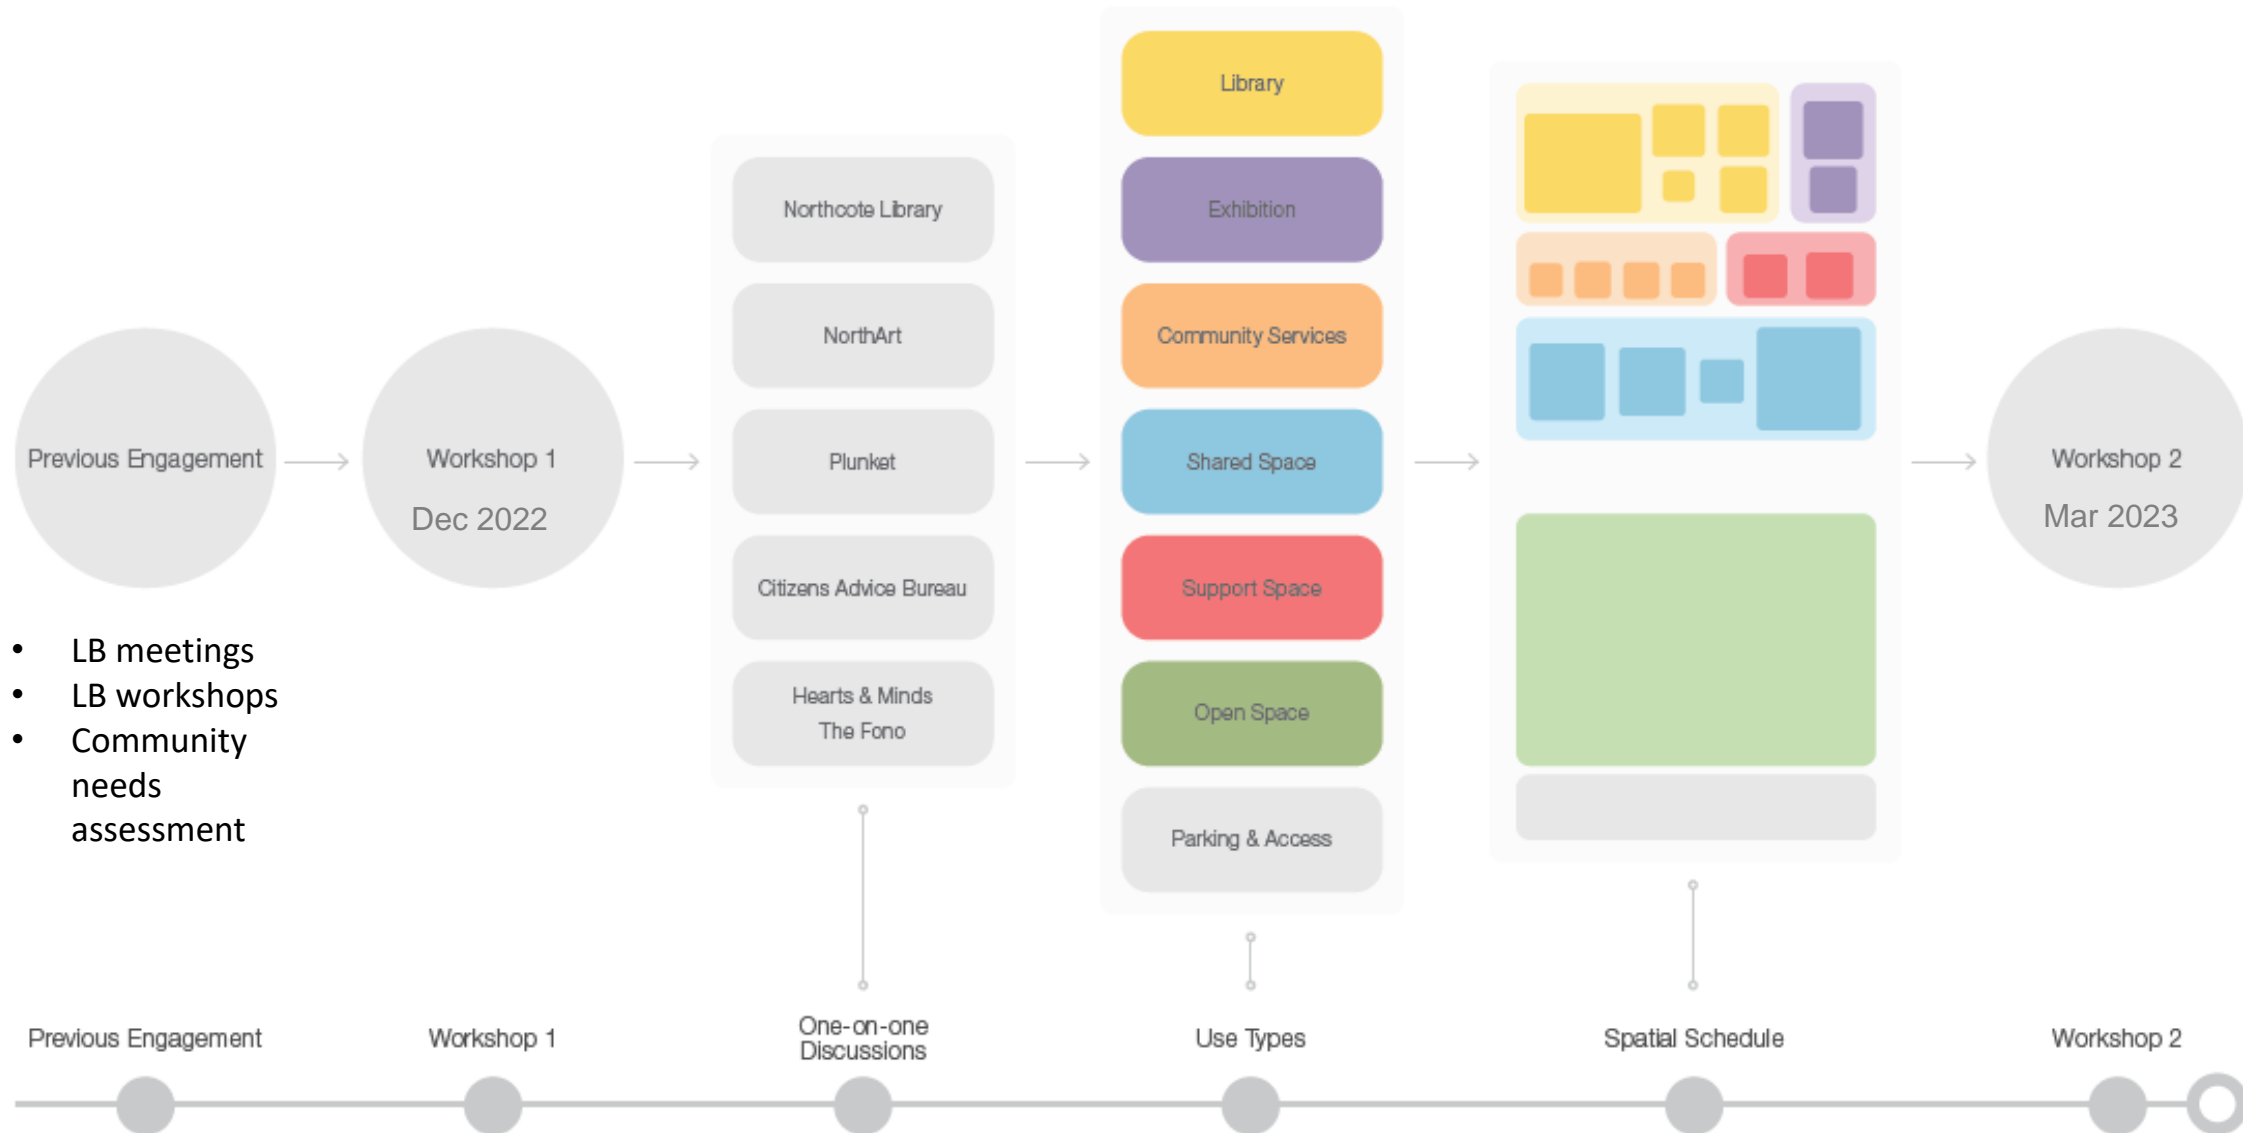 Previous Engagement
• LB meetings
• LB workshops
• Community
needs
assessment
Workshop 1
Dec 2022
Northcote Library
NorthArt
Plunket
Citizens Advice Bureau
Hearts & Minds
The Fono
Library
Exhibition
Community Services
Shared Space
Support Space
Open Space
Parking & Access
Workshop 2
Mar 2023
Previous Engagement
Workshop 1
One-on-one
Discussions
Use Types
Spatial Schedule
Workshop 2